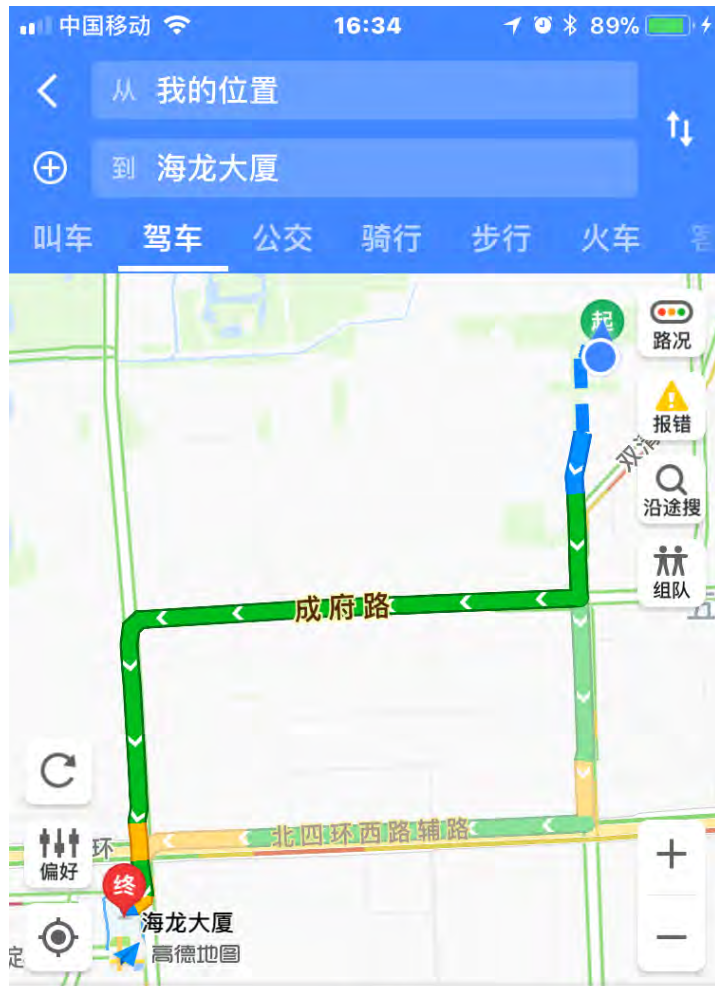 中国移动
16:34
89%
从 我的位置
到 海龙大厦
叫车 驾车 公交 骑行 步行 火车
起
路况
报错
双清
沿途搜
组队
五
成府路
北四环西路辅路
环
偏好
终
海龙大厦
高德地图